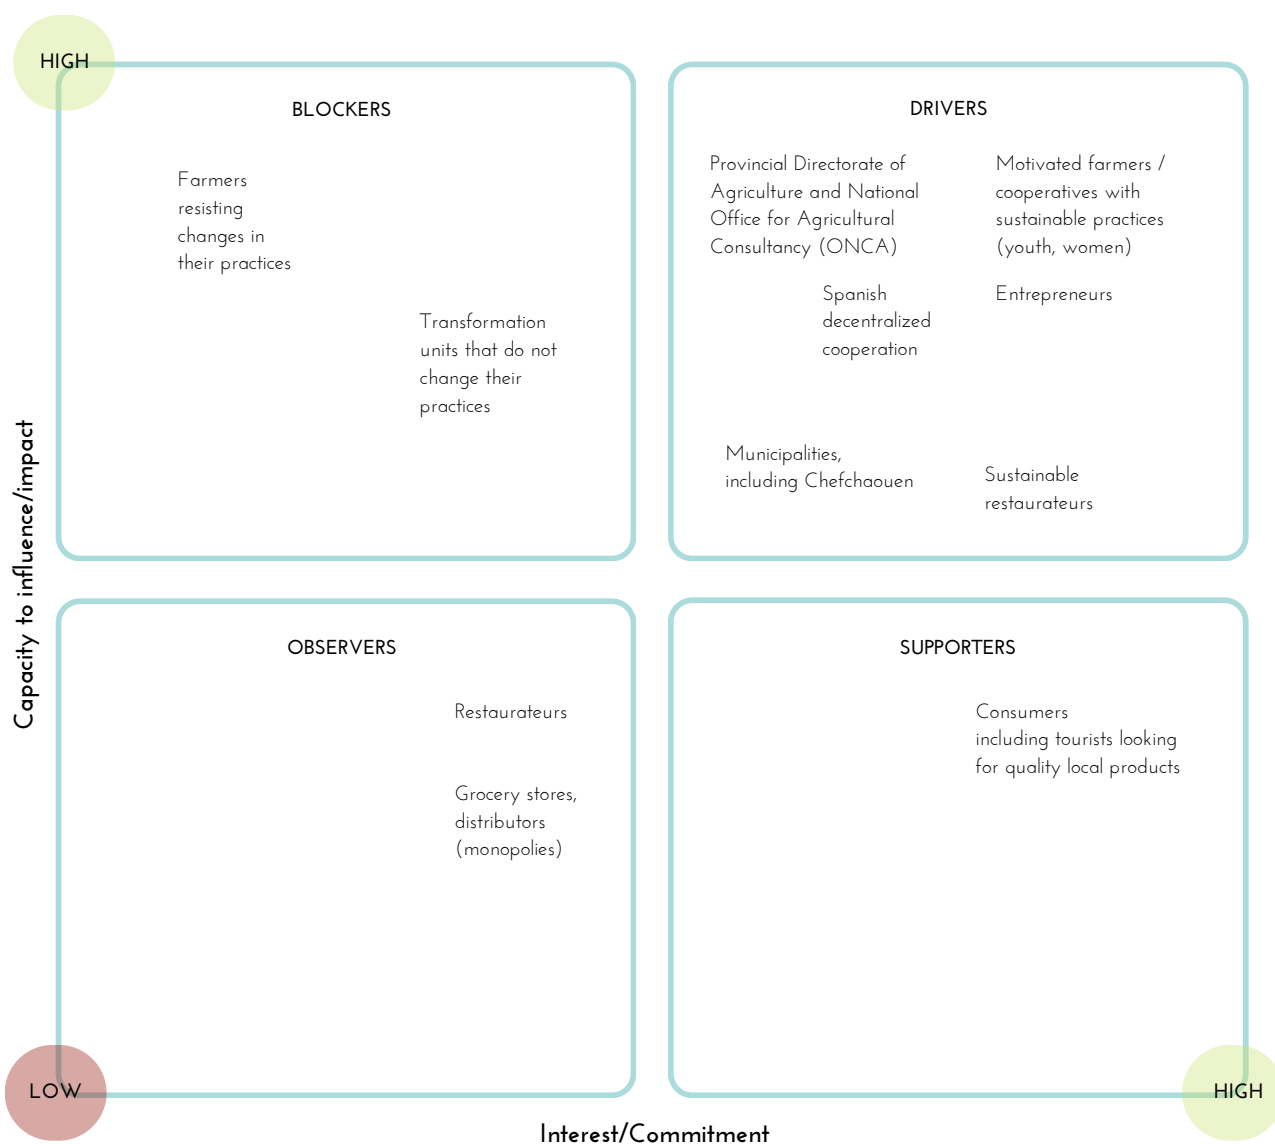 HIGH
BLOCKERS
Farmers
resisting
changes in
their practices
Transformation
units that do not
change their
practices
DRIVERS
Provincial Directorate of
Agriculture and National
Office for Agricultural
Consultancy (ONCA)
Motivated farmers /
cooperatives with
sustainable practices
(youth, women)
Spanish
decentralized
cooperation
Entrepreneurs
Municipalities,
including Chefchaouen
Sustainable
restaurateurs
Capacity to influence/impact
OBSERVERS
Restaurateurs
Grocery stores,
distributors
(monopolies)
SUPPORTERS
Consumers
including tourists looking
for quality local products
LOW
HIGH
Interest/Commitment